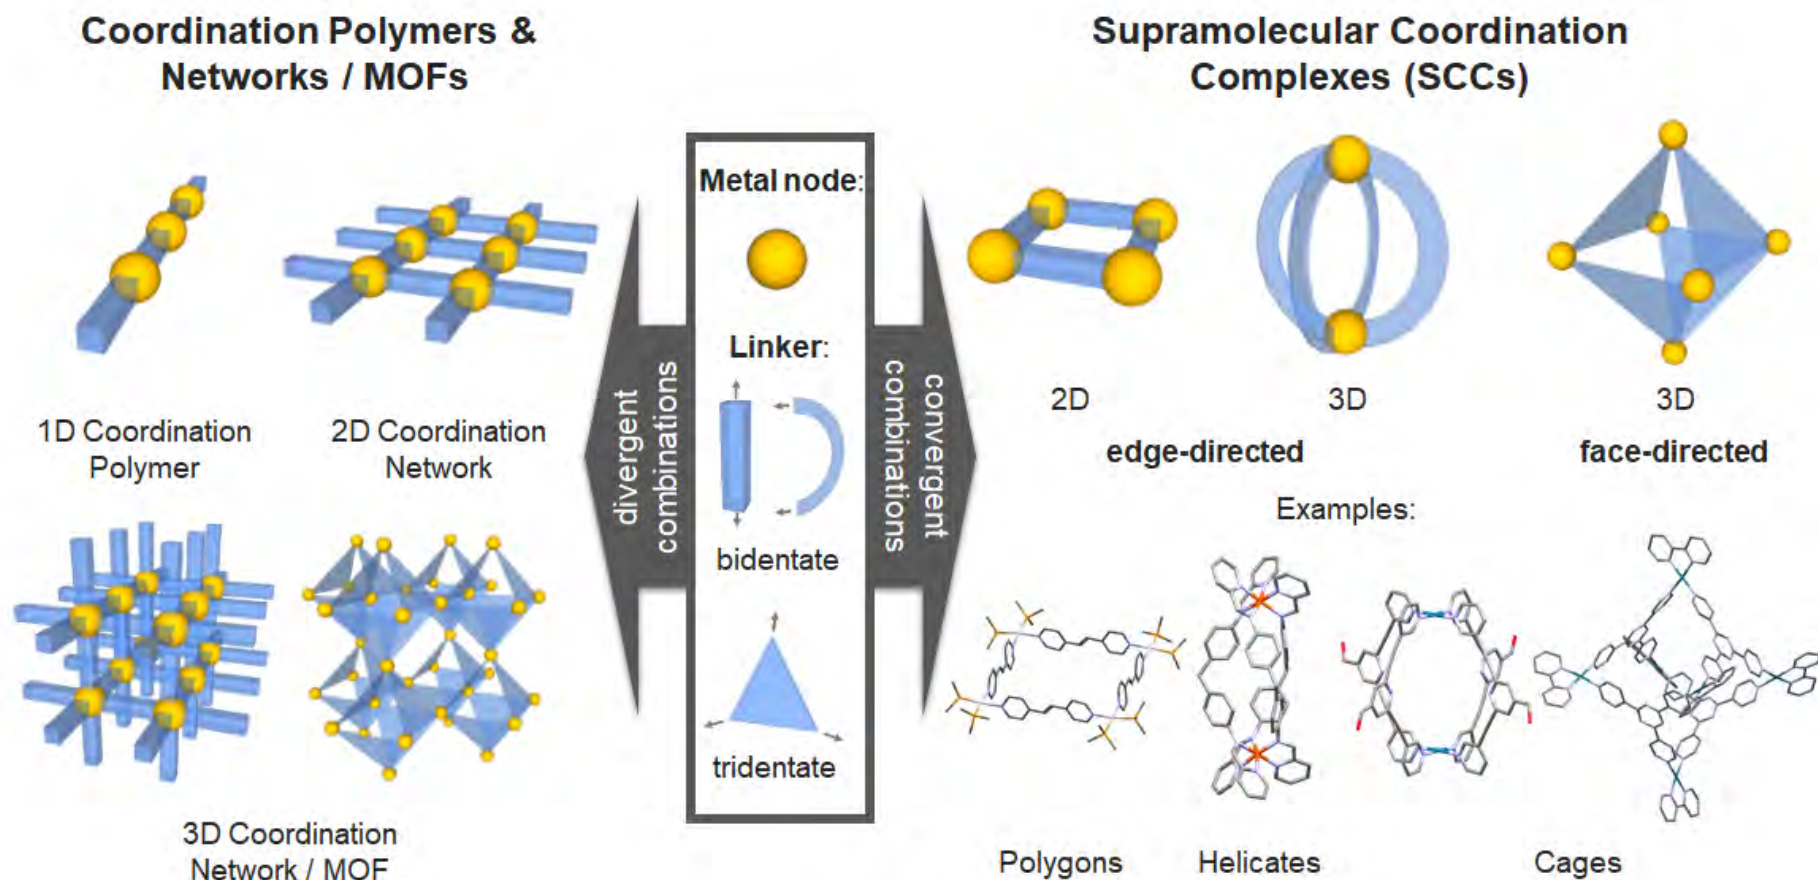 Coordination Polymers &
Networks / MOFs
1D Coordination
Polymer
2D Coordination
Network
3D Coordination
Network / MOF
divergent
combinations
Metal node:
Linker:
bidentate
tridentate
convergent
combinations
Supramolecular Coordination
Complexes (SCCs)
2D
3D
3D
edge-directed
face-directed
Examples:
Polygons
Helicates
Cages